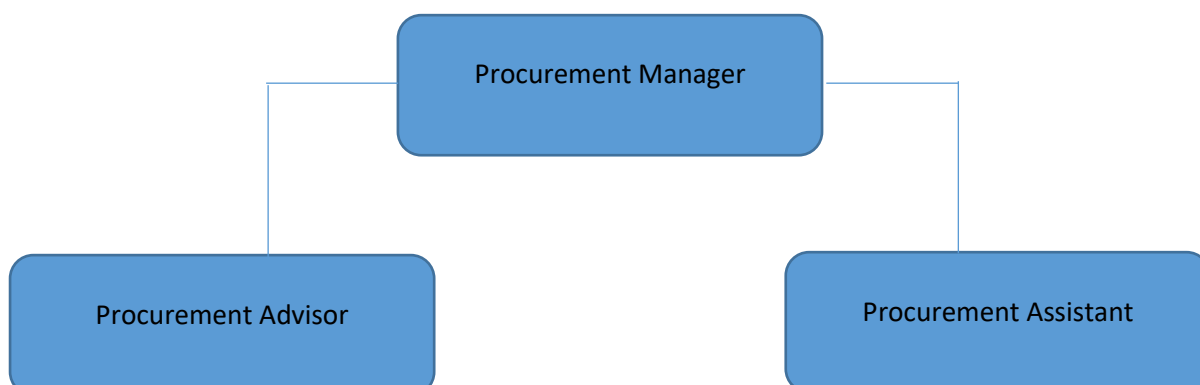 Procurement Manager
Procurement Advisor
Procurement Assistant